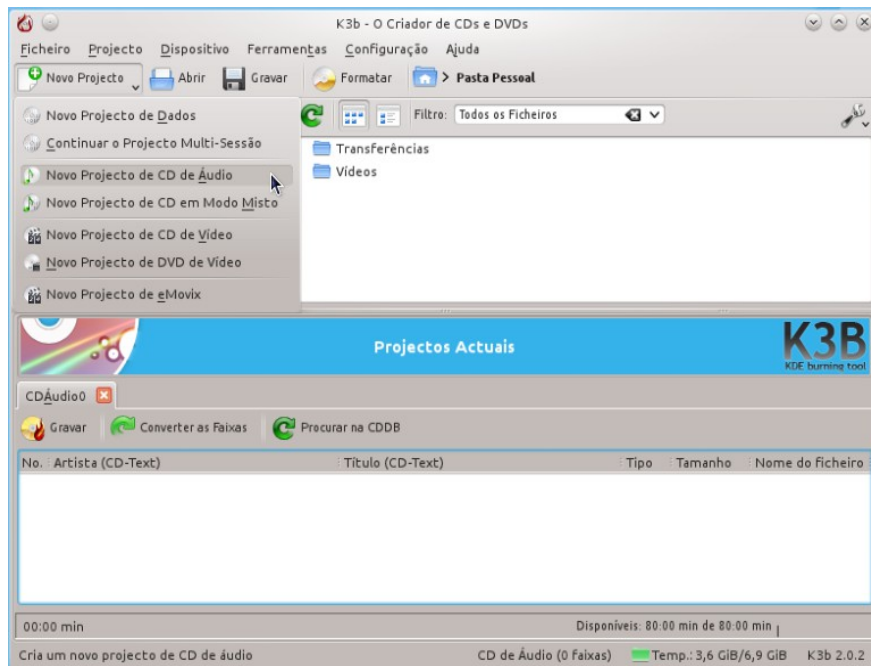 K3b - O Criador de CDs e DVDs
Ficheiro Projecto Dispositivo Ferramentas Configuração Ajuda
Novo Projecto Abrir Gravar Formatar > Pasta Pessoal
Novo Projecto de Dados
Filtro: Todos os Ficheiros
Continuar o Projecto Multi-Sessão
Transferências
Novo Projecto de CD de Áudio
Vídeos
Novo Projecto de CD em Modo Misto
Novo Projecto de CD de Vídeo
Novo Projecto de DVD de Vídeo
Novo Projecto de eMovix
Projectos Actuais
K3B
KDE burning tool
CDÁudio0
Gravar Converter as Faixas Procurar na CDDB
No. Artista (CD-Text) Título (CD-Text) Tipo Tamanho Nome do ficheiro
00:00 min Disponíveis: 80:00 min de 80:00 min
Cria um novo projecto de CD de áudio CD de Áudio (0 faixas) Temp.: 3,6 GiB/6,9 GiB K3b 2.0.2